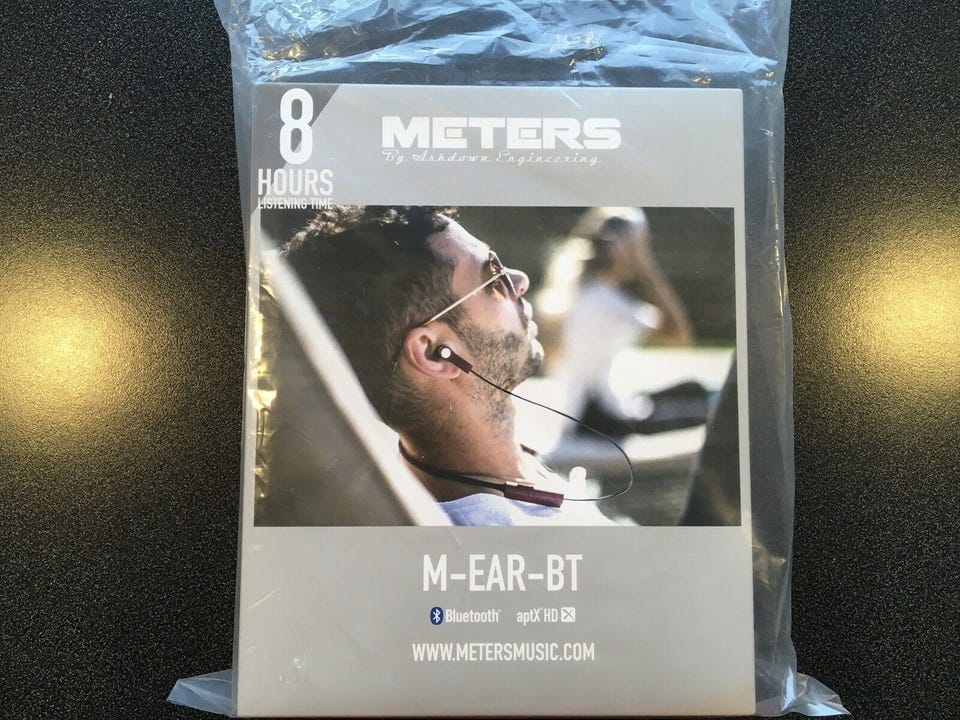 8
HOURS
LISTENING TIME
METERS
By Ashdown Engineering
M-EAR-BT
Bluetooth® aptX® HD
WWW.METERSMUSIC.COM